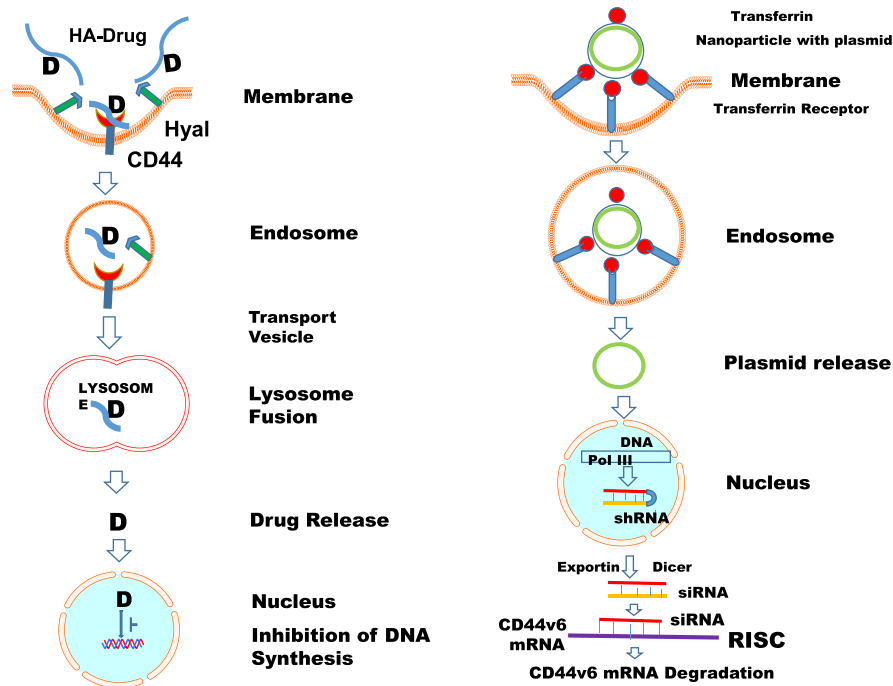 HA-Drug
D
D
D
Membrane
Hyal
CD44
D
Endosome
Transport
Vesicle
LYSOSOM
E
D
Lysosome
Fusion
D
Drug Release
D
Nucleus
Inhibition of DNA
Synthesis
Transferrin
Nanoparticle with plasmid
Membrane
Transferrin Receptor
Endosome
Plasmid release
DNA
Pol III
shRNA
Nucleus
Exportin
Dicer
siRNA
siRNA
CD44v6
mRNA
RISC
CD44v6 mRNA Degradation